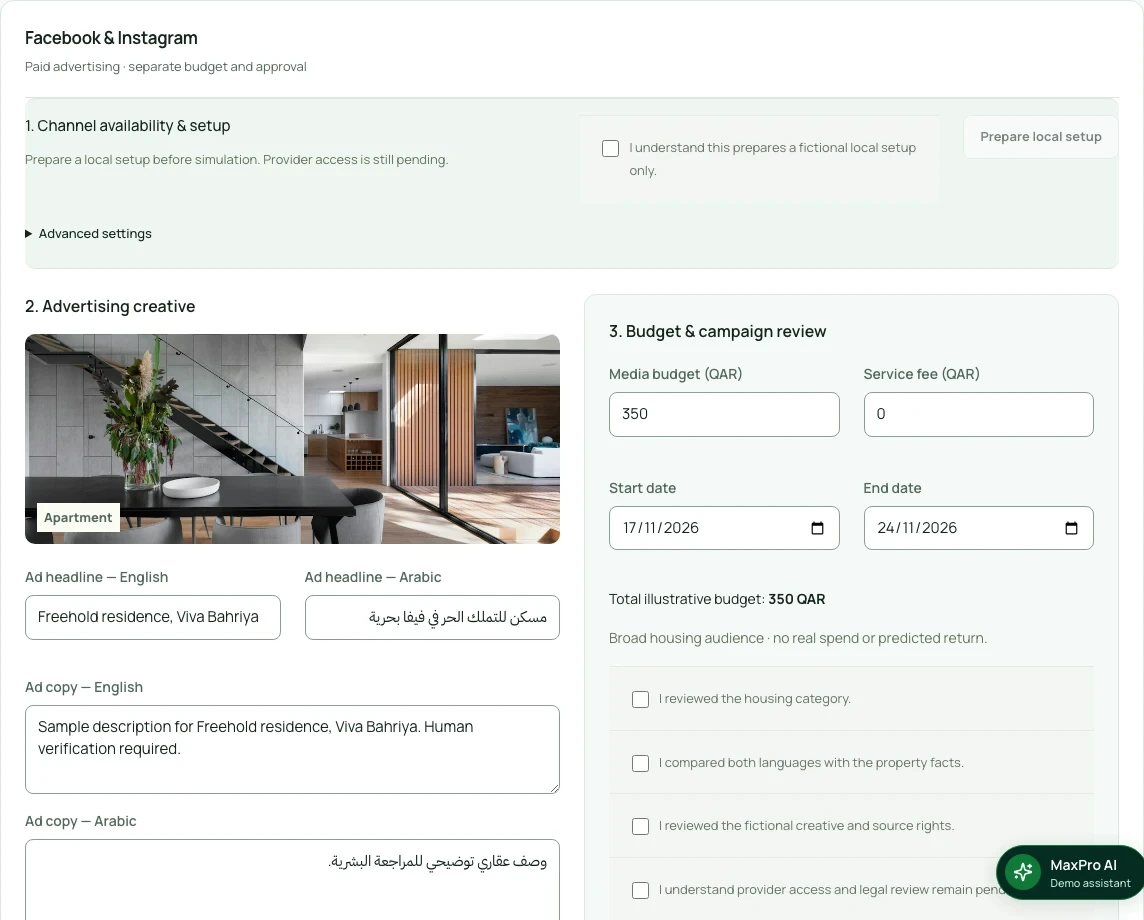 Facebook & Instagram
Paid advertising · separate budget and approval
1. Channel availability & setup
Prepare a local setup before simulation. Provider access is still pending.
I understand this prepares a fictional local setup
only.
Prepare local setup
Advanced settings
2. Advertising creative
Apartment
Ad headline — English
Freehold residence, Viva Bahriya
Ad headline — Arabic
مسكن للتملك الحر في فيفا بحرية
Ad copy — English
Sample description for Freehold residence, Viva Bahriya. Human
verification required.
Ad copy — Arabic
وصف عقاري توضيحي للمراجعة البشرية.
3. Budget & campaign review
Media budget (QAR)
350
Service fee (QAR)
0
Start date
17/11/2026
End date
24/11/2026
Total illustrative budget: 350 QAR
Broad housing audience · no real spend or predicted return.
I reviewed the housing category.
I compared both languages with the property facts.
I reviewed the fictional creative and source rights.
I understand provider access and legal review remain
MaxPro AI
Demo assistant